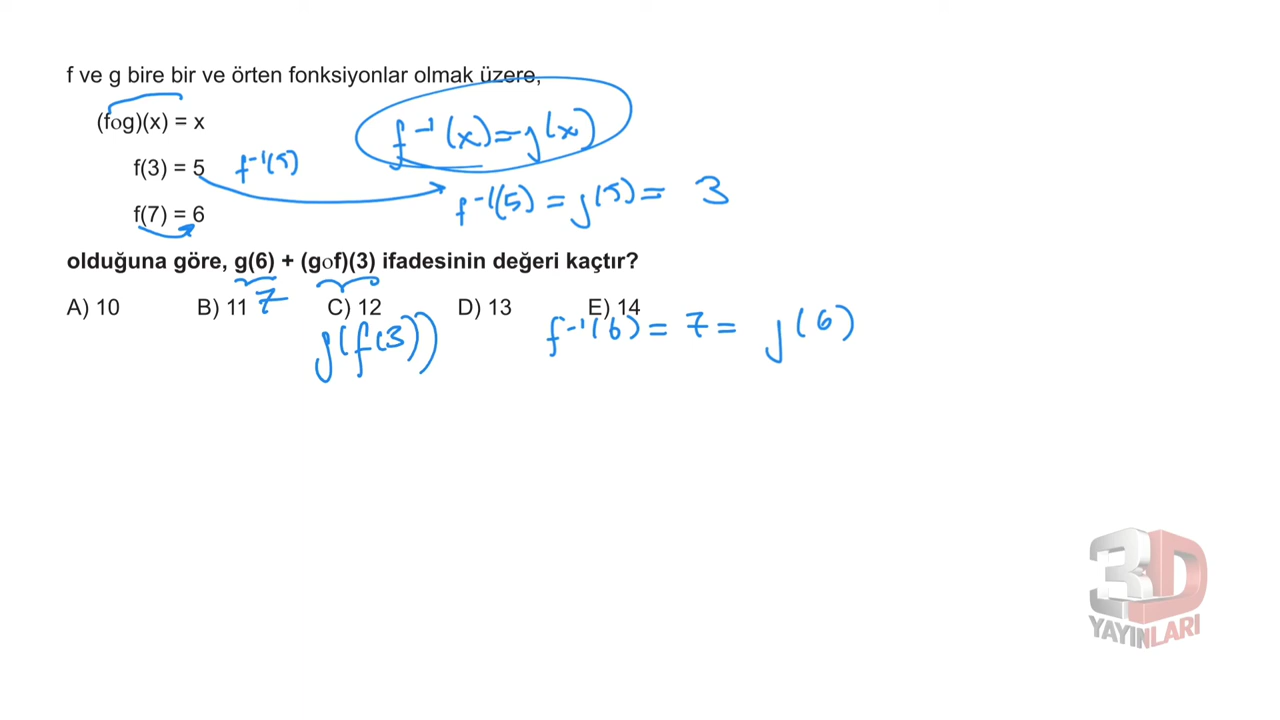 f ve g bire bir ve örten fonksiyonlar olmak üzere,
(fog)(x) = x
f⁻¹(x) = g(x)
f(3) = 5 f⁻¹(5)
f⁻¹(5) = g(5) = 3
f(7) = 6
olduğuna göre, g(6) + (gof)(3) ifadesinin değeri kaçtır?
7
A) 10 B) 11 C) 12 D) 13 E) 14
g(f(3)) f⁻¹(6) = 7 = g(6)
3D
YAYINLARI